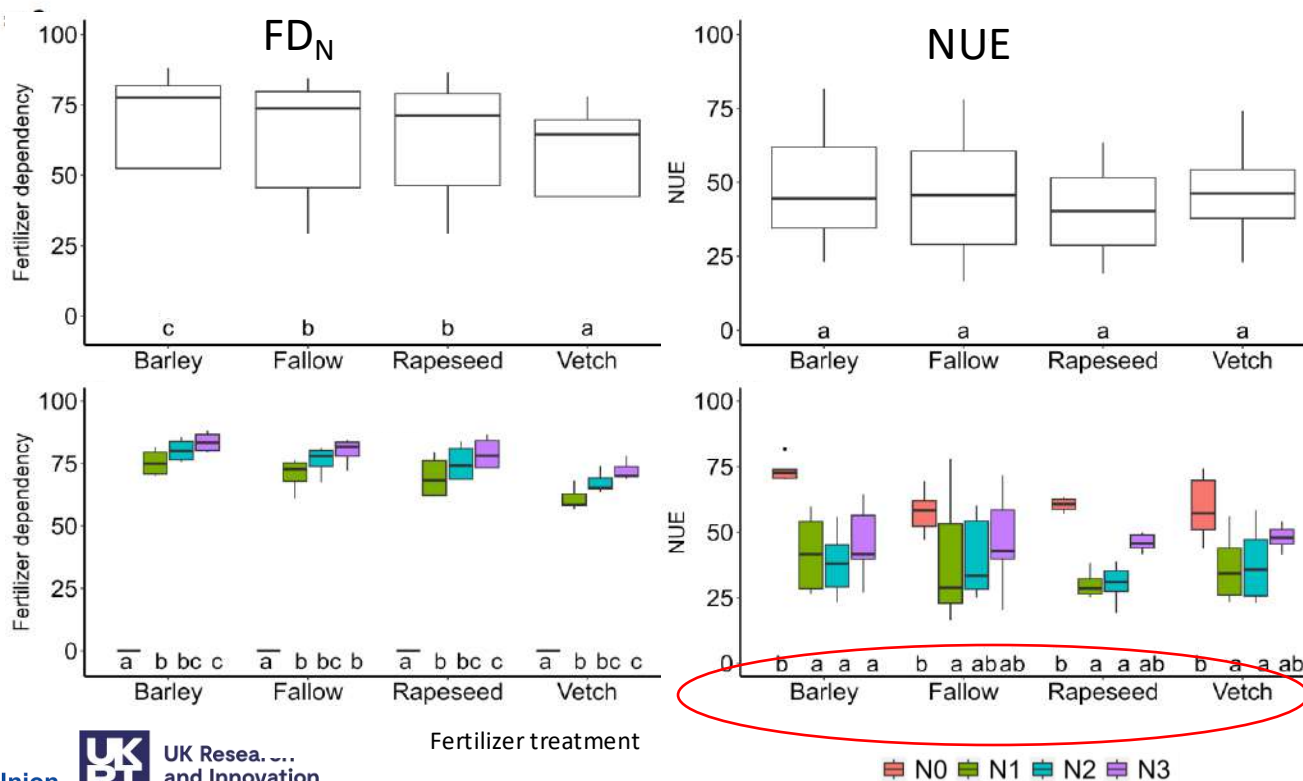 FDN
Fertilizer dependency
100
75
50
25
0
c b b a
Barley Fallow Rapeseed Vetch
NUE
NUE
100
75
50
25
0
a a a a
Barley Fallow Rapeseed Vetch
Fertilizer dependency
100
75
50
25
0
a b bc c a b bc b a b bc c a b bc c
Barley Fallow Rapeseed Vetch
NUE
100
75
50
25
0
b a a a b a ab ab b a a ab b a a ab
Barley Fallow Rapeseed Vetch
Fertilizer treatment
N0 N1 N2 N3
UK
UK
and Innovation